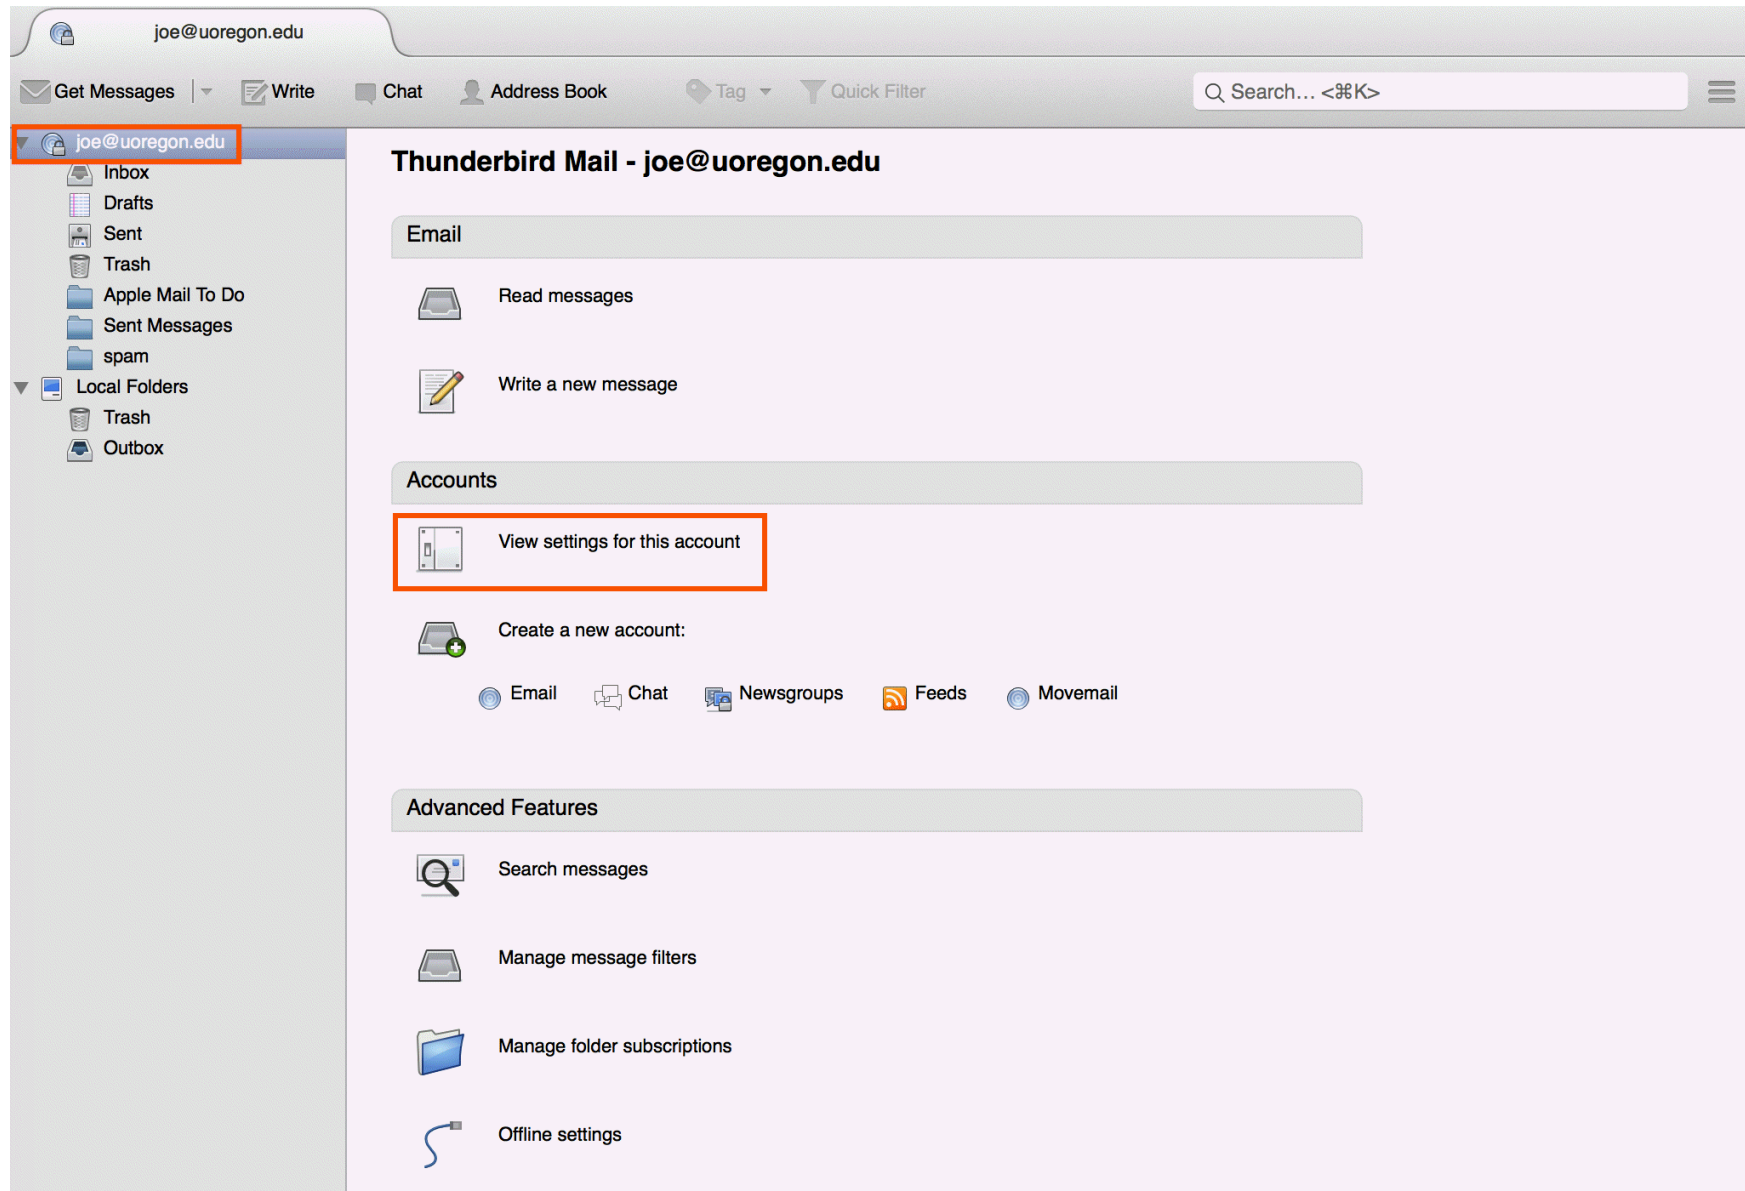 joe@uoregon.edu
Get Messages Write Chat Address Book Tag Quick Filter Search... <⌘K>
joe@uoregon.edu
Inbox
Drafts
Sent
Trash
Apple Mail To Do
Sent Messages
spam
Local Folders
Trash
Outbox
Thunderbird Mail - joe@uoregon.edu
Email
Read messages
Write a new message
Accounts
View settings for this account
Create a new account:
Email Chat Newsgroups Feeds Movemail
Advanced Features
Search messages
Manage message filters
Manage folder subscriptions
Offline settings